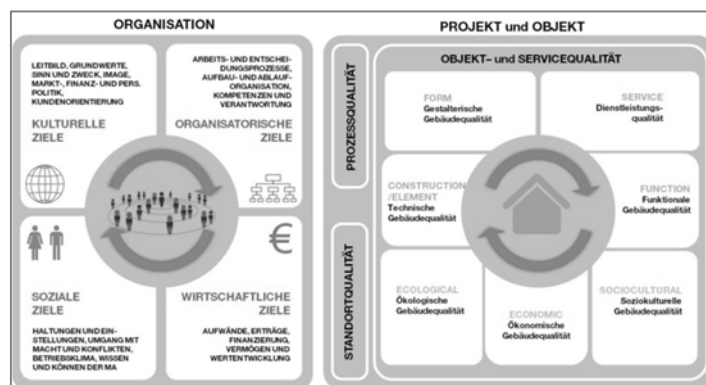 ORGANISATION
LEITBILD, GRUNDWERTE,
SINN UND ZWECK, IMAGE,
MARKT-, FINANZ- UND PERS.
POLITIK,
KUNDENORIENTIERUNG
KULTURELLE
ZIELE
ARBEITS- UND ENTSCHEI-
DUNGSPROZESSE,
AUFBAU- UND ABLAUF-
ORGANISATION,
KOMPETENZEN UND
VERANTWORTUNG
ORGANISATORISCHE
ZIELE
€
SOZIALE
ZIELE
HALTUNGEN UND EIN-
STELLUNGEN, UMGANG MIT
MACHT UND KONFLIKTEN,
BETRIEBSKLIMA, WISSEN
UND KÖNNEN DER MA
WIRTSCHAFTLICHE
ZIELE
AUFWÄNDE, ERTRÄGE,
FINANZIERUNG,
VERMÖGEN UND
WERTENTWICKLUNG
PROJEKT und OBJEKT
PROZESSQUALITÄT
STANDORTQUALITÄT
OBJEKT– und SERVICEQUALITÄT
FORM
Gestalterische
Gebäudequalität
SERVICE
Dienstleistungs-
qualität
CONSTRUCTION
/ELEMENT
Technische
Gebäudequalität
FUNCTION
Funktionale
Gebäudequalität
ECOLOGICAL
Ökologische
Gebäudequalität
ECONOMIC
Ökonomische
Gebäudequalität
SOCIOCULTURAL
Soziokulturelle
Gebäudequalität